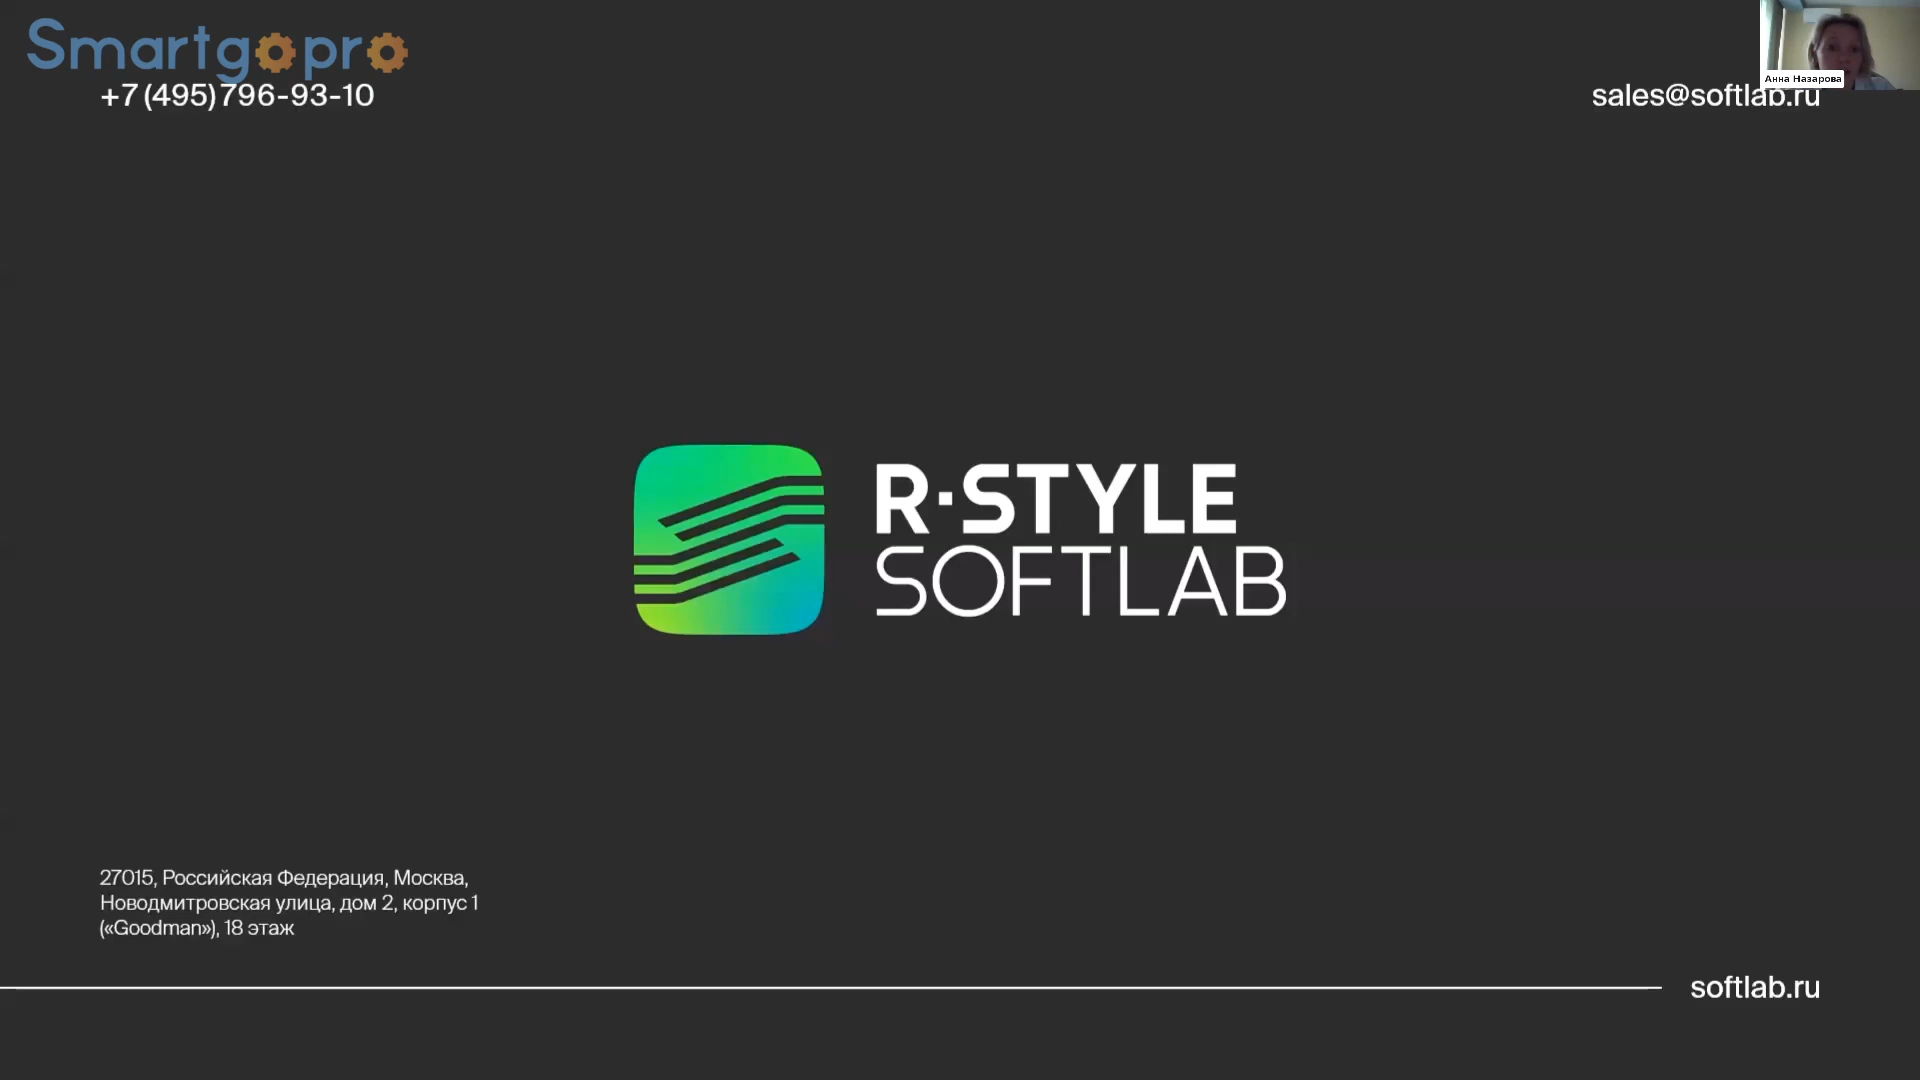 Smartgopro
+7 (495) 796-93-10
Анна Назарова
sales@softlab.ru
R·STYLE
SOFTLAB
27015, Российская Федерация, Москва,
Новодмитровская улица, дом 2, корпус 1
(«Goodman»), 18 этаж
softlab.ru